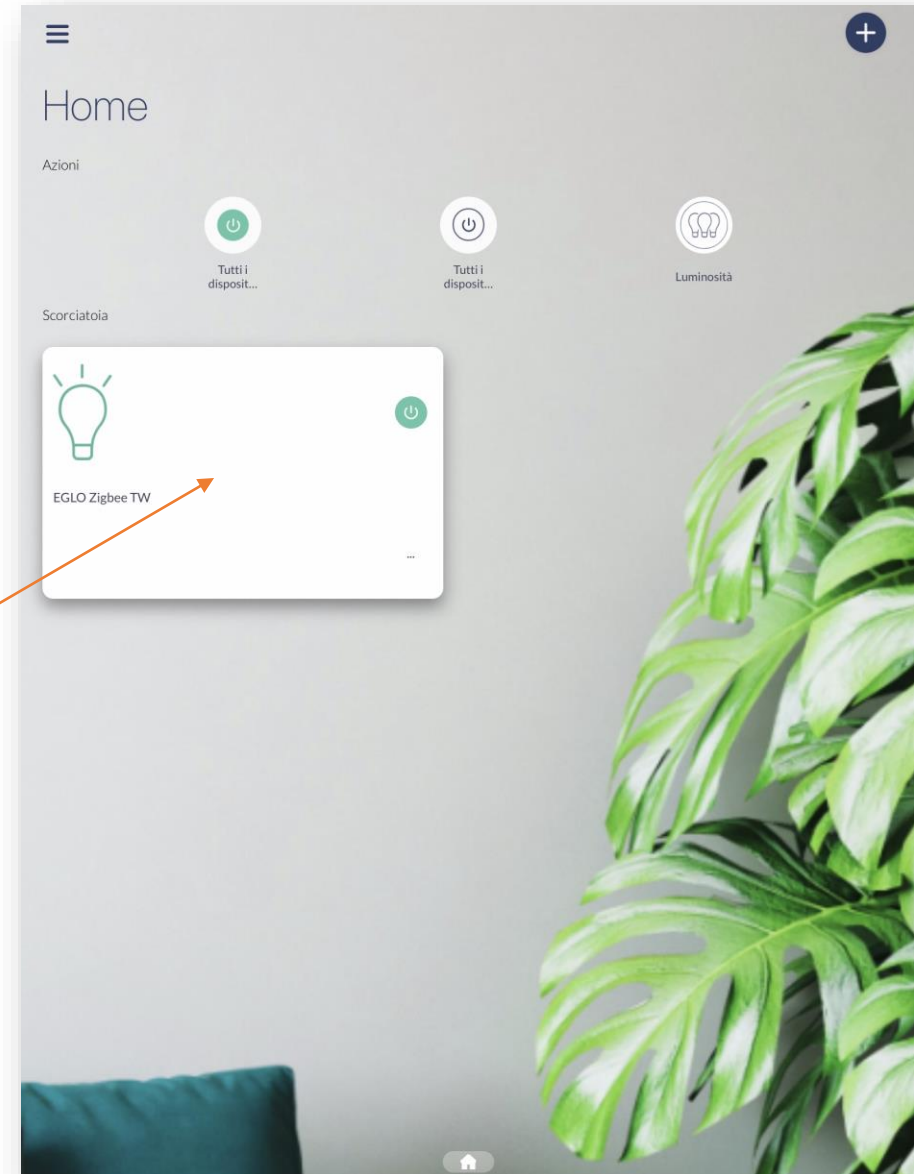 Home
Azioni
Tutti i
disposit...
Tutti i
disposit...
Luminosità
Scorciatoia
EGLO Zigbee TW
...